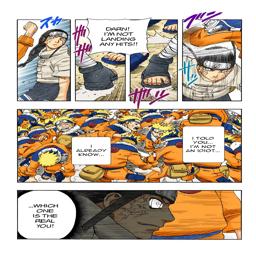 DARN!
I'M NOT
LANDING
ANY HITS!!
I
ALREADY
KNOW...
I TOLD
YOU...
I'M NOT
AN IDIOT...
...WHICH
ONE
IS THE
REAL
YOU!